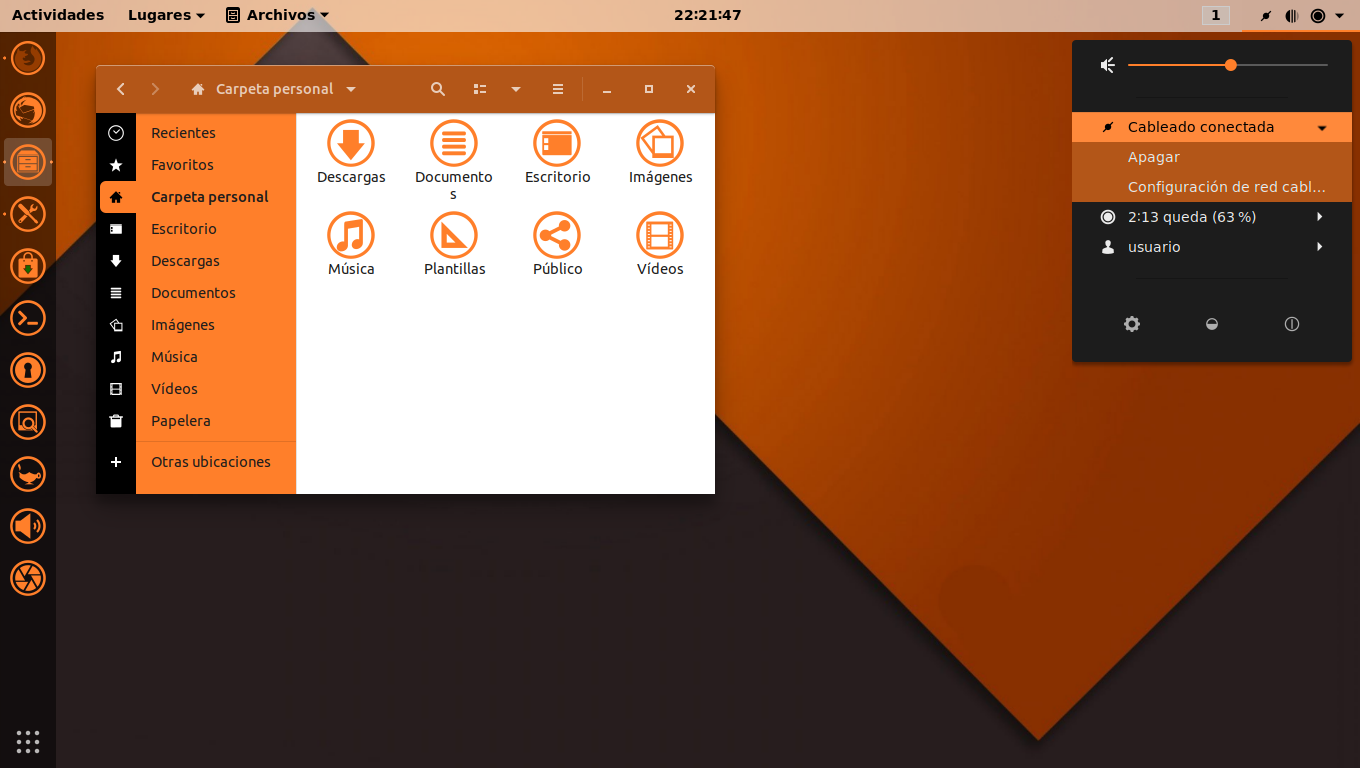 Actividades Lugares Archivos 22:21:47 1
Carpeta personal
Recientes
Favoritos
Carpeta personal
Escritorio
Descargas
Documentos
Imágenes
Música
Vídeos
Papelera
Otras ubicaciones
Descargas Documento Escritorio Imágenes
s
Música Plantillas Público Vídeos
Cableado conectada
Apagar
Configuración de red cabl...
2:13 queda (63 %)
usuario